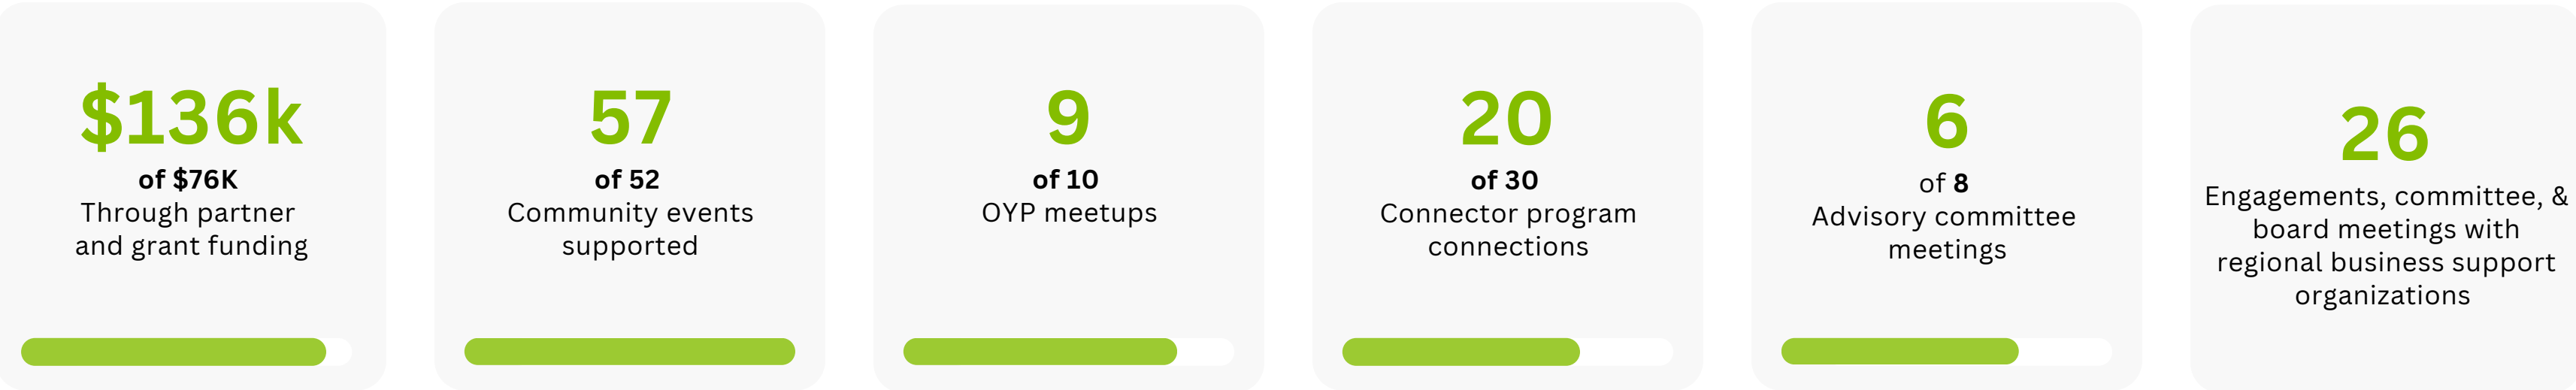 $136k
of $76K
Through partner
and grant funding
57
of 52
Community events
supported
9
of 10
OYP meetups
20
of 30
Connector program
connections
6
of 8
Advisory committee
meetings
26
Engagements, committee, &
board meetings with
regional business support
organizations